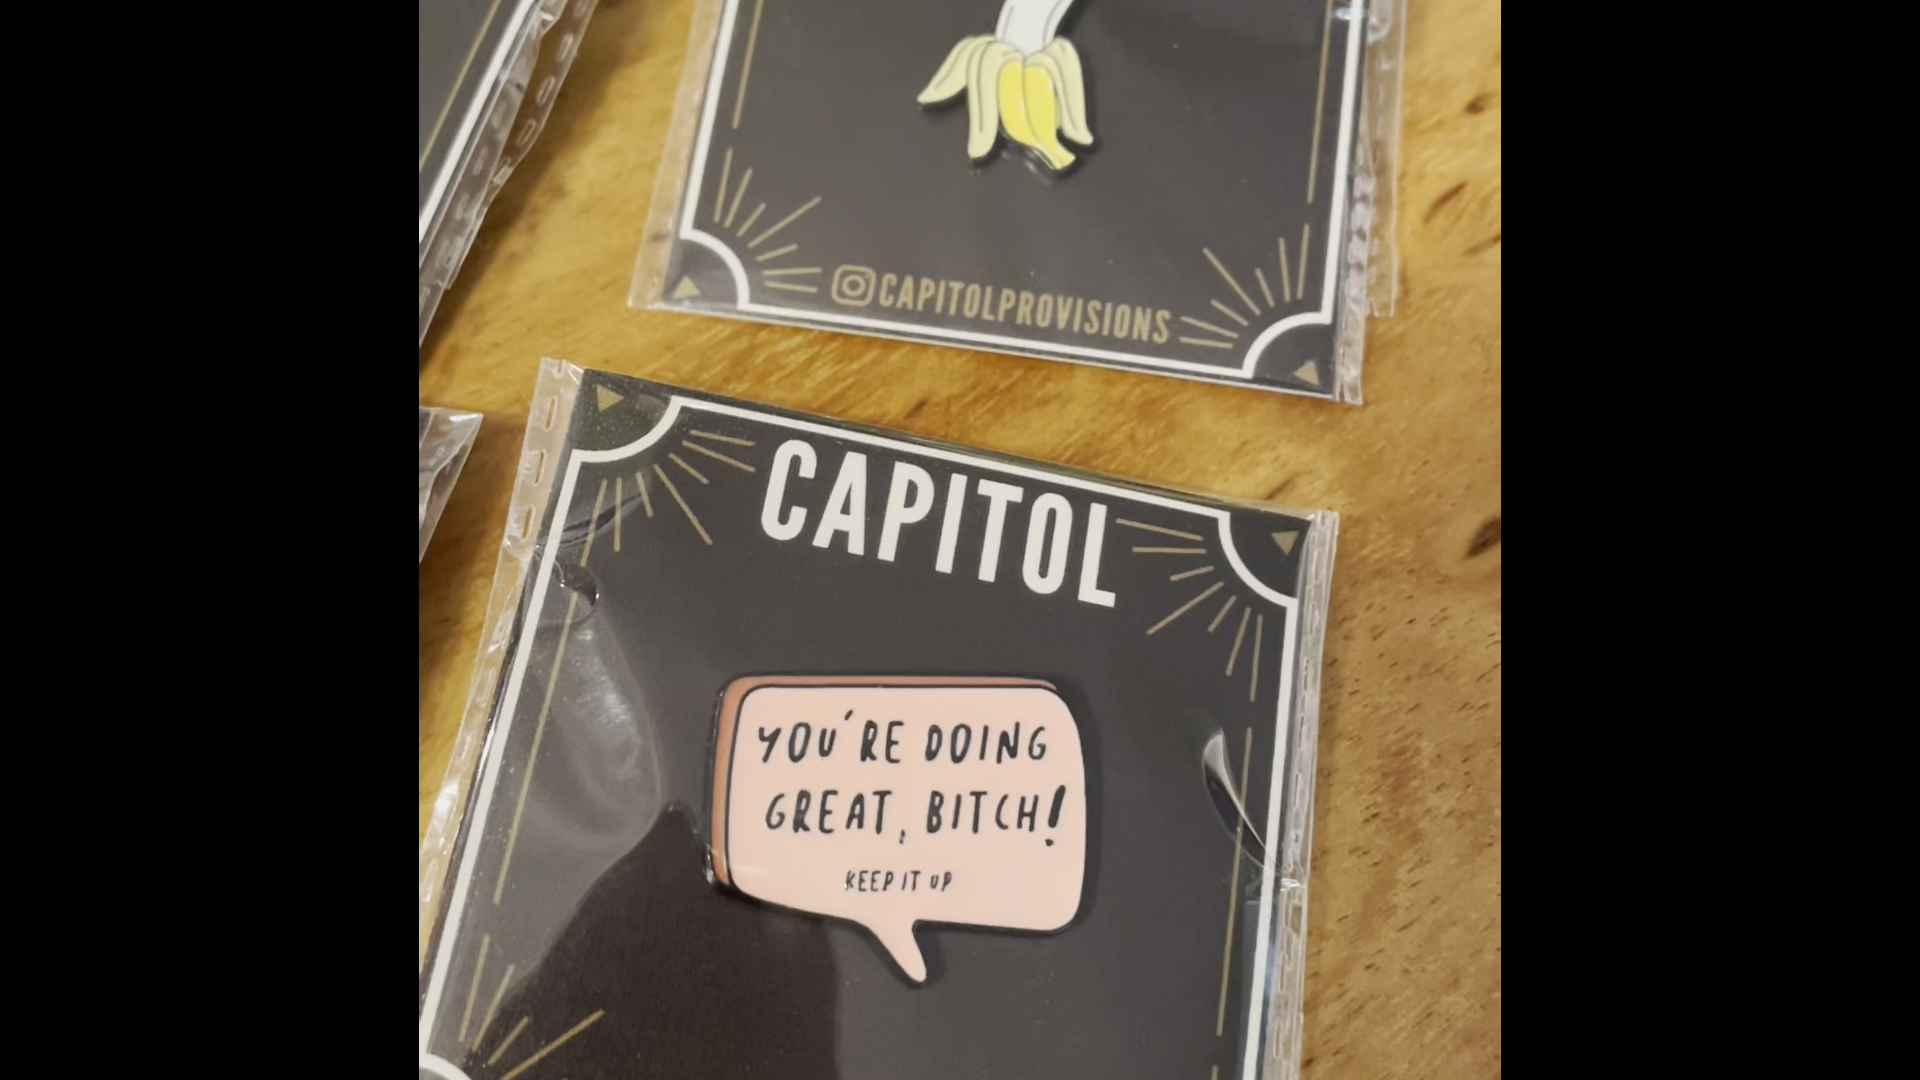 CAPITOLPROVISIONS
CAPITOL
YOU'RE DOING
GREAT, BITCH!
KEEP IT UP